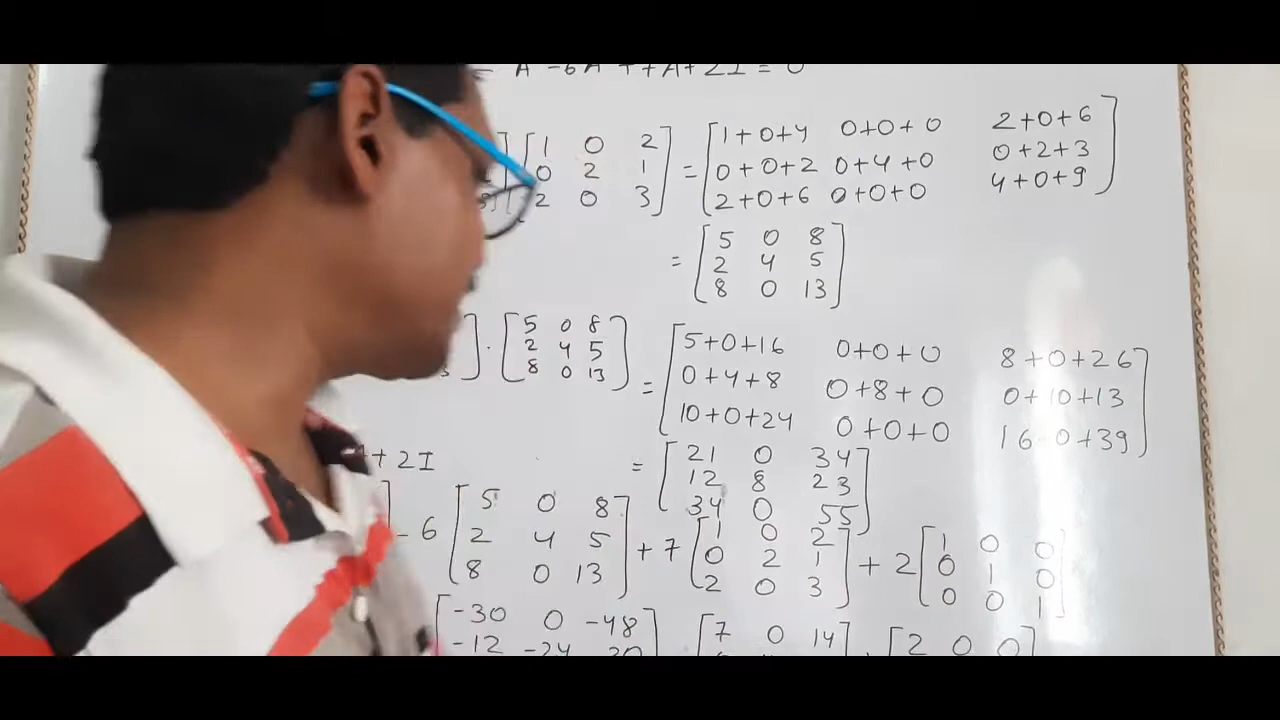 A - 6A + 7A + 2I = 0
[1 0 2] = [1+0+4 0+0+0 2+0+6]
[0 2 1] [0+0+2 0+4+0 0+2+3]
[2 0 3] [2+0+6 0+0+0 4+0+9]
= [5 0 8]
[2 4 5]
[8 0 13]
] · [5 0 8] = [5+0+16 0+0+0 8+0+26]
[2 4 5] [0+4+8 0+8+0 0+10+13]
[8 0 13] [10+0+24 0+0+0 16 0+39]
A+ 2I = [21 0 34]
[12 8 23]
[34 0 55]
] - 6 [5 0 8] + 7 [1 0 2] + 2 [1 0 0]
[2 4 5] [0 2 1] [0 1 0]
[8 0 13] [2 0 3] [0 0 1]
[-30 0 -48] [7 0 14] [2 0 0]
[-12 -24